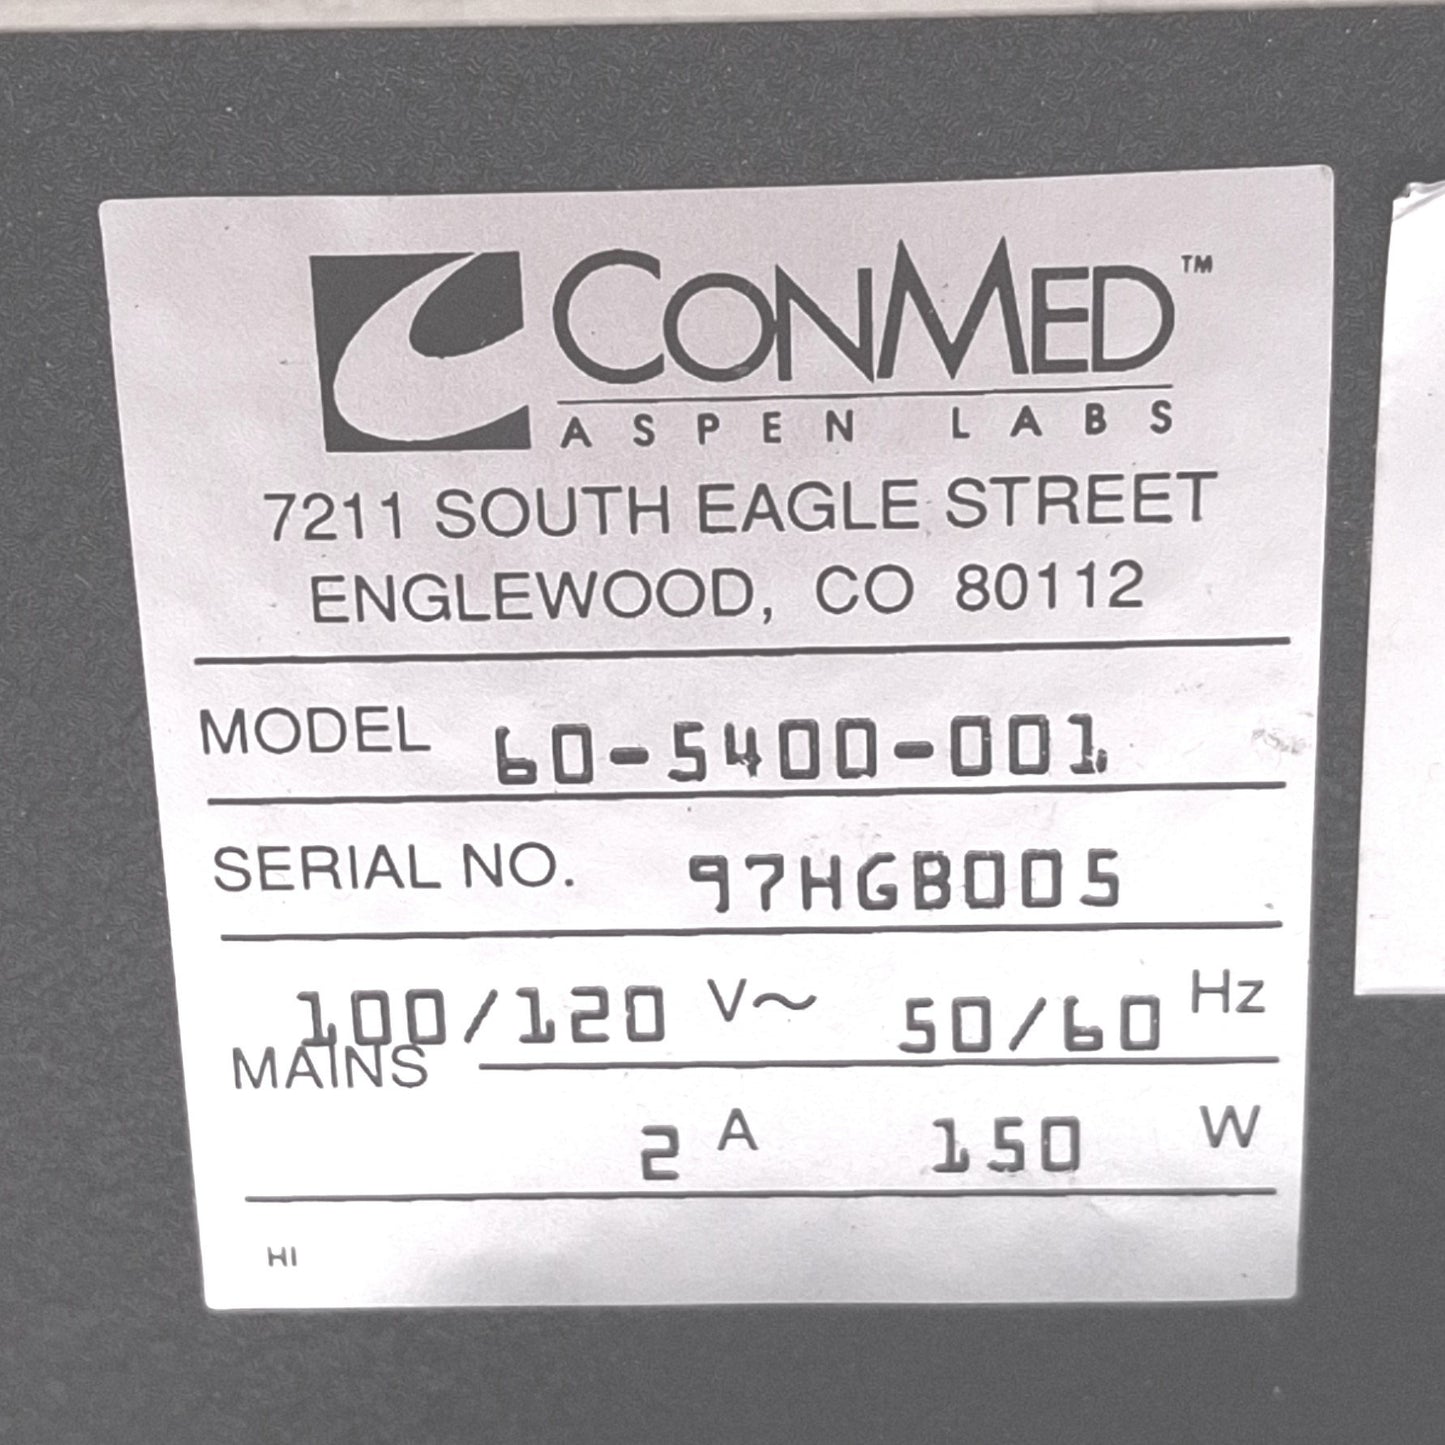 CONMED™
ASPEN LABS
7211 SOUTH EAGLE STREET
ENGLEWOOD, CO 80112
MODEL 60-5400-001
SERIAL NO. 97HGB005
100/120 V~ 50/60 Hz
MAINS
2 A 150 W
HI